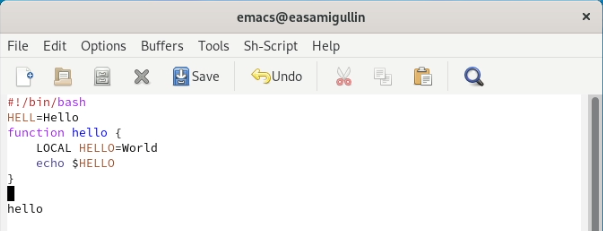 emacs@easamigullin ×
File Edit Options Buffers Tools Sh-Script Help
Save Undo
#!/bin/bash
HELL=Hello
function hello {
    LOCAL HELLO=World
    echo $HELLO
}
hello